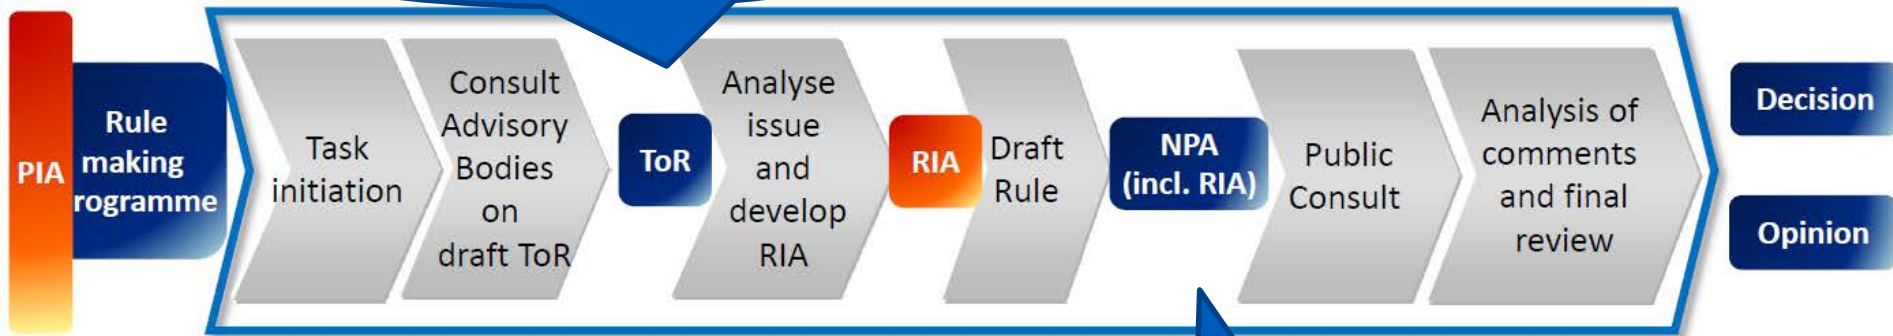 PIA
Rule
making
rogramme
Task
initiation
Consult
Advisory
Bodies
on
draft ToR
ToR
Analyse
issue
and
develop
RIA
RIA
Draft
Rule
NPA
(incl. RIA)
Public
Consult
Analysis of
comments
and final
review
Decision
Opinion